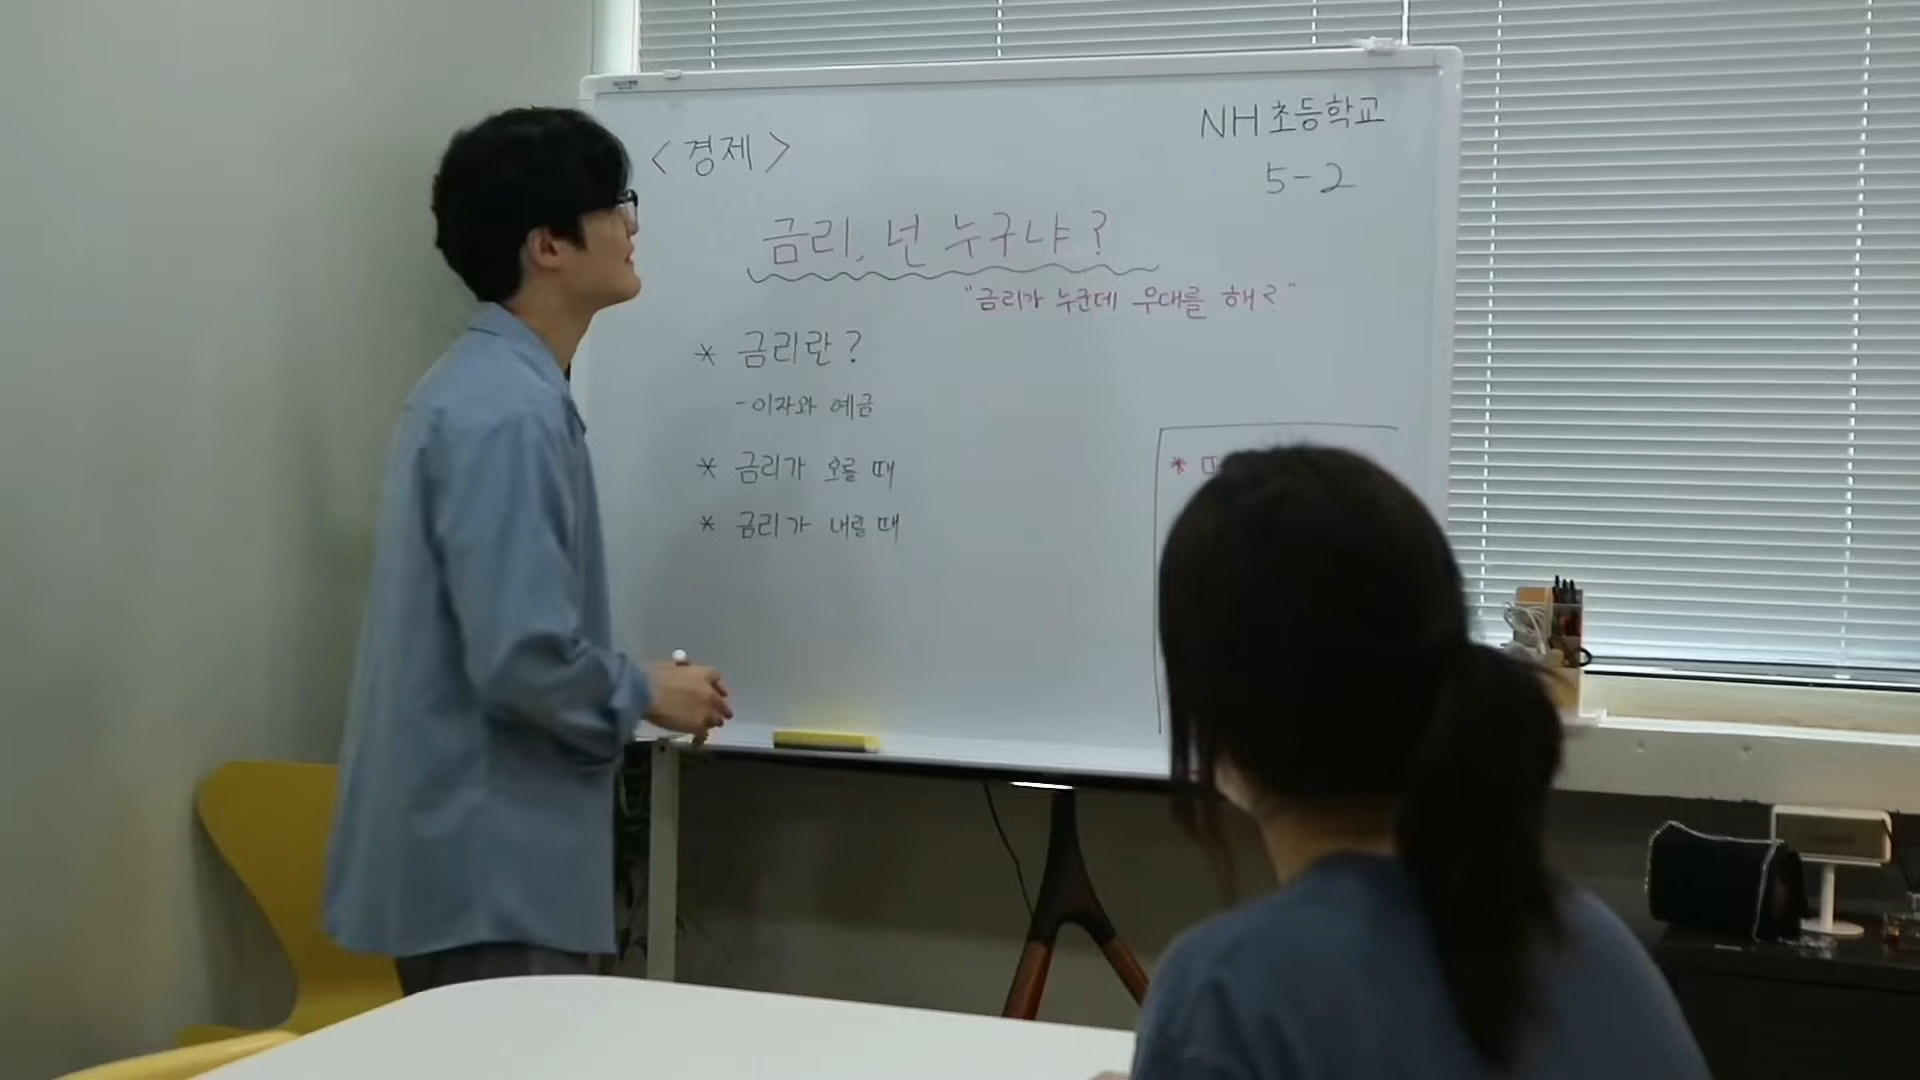 <경제>
NH초등학교
5-2
금리, 넌 누구냐?
"금리가 누군데 우대를 해?"
* 금리란?
- 이자와 예금
* 금리가 오를 때
* 금리가 내릴 때
*